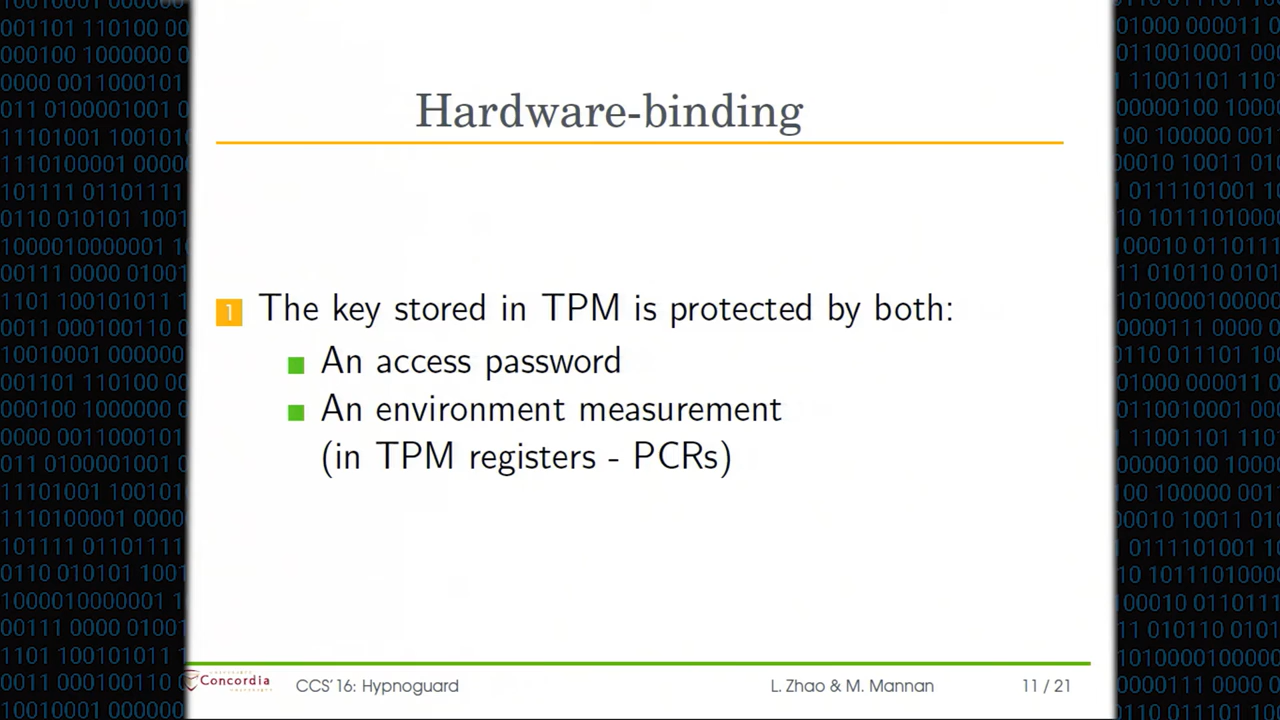 Hardware-binding
1 The key stored in TPM is protected by both:
An access password
An environment measurement
(in TPM registers - PCRs)
Concordia
CCS'16: Hypnoguard
L. Zhao & M. Mannan
11 / 21